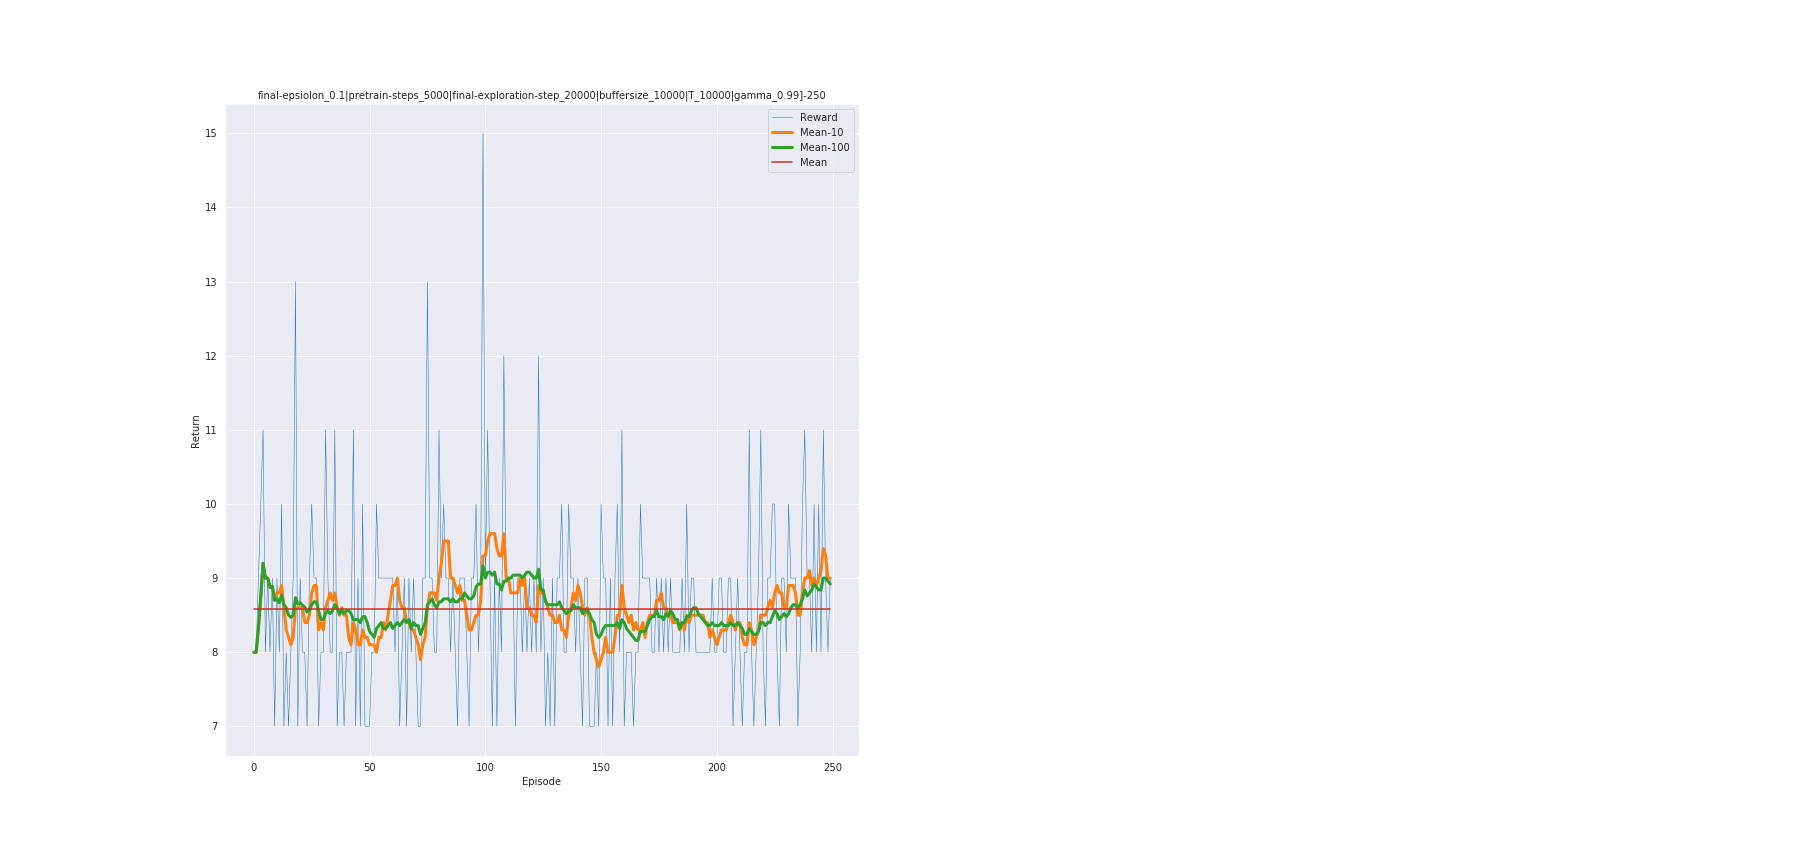 final-epsiolon_0.1|pretrain-steps_5000|final-exploration-step_20000|buffersize_10000|T_10000|gamma_0.99]-250
Reward
Mean-10
Mean-100
Mean
15
14
13
12
11
10
9
8
7
Return
0 50 100 150 200 250
Episode